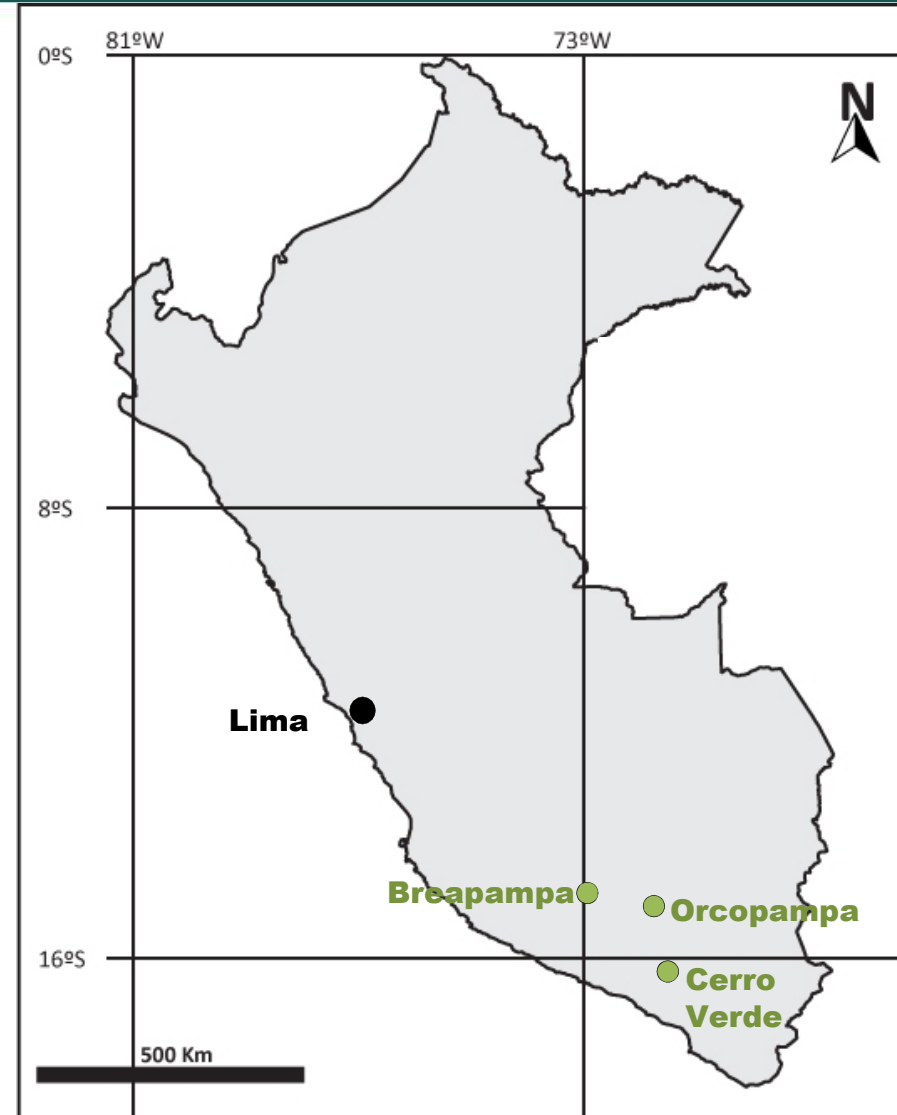 81ºW
73ºW
0ºS
N
8ºS
Lima
Breapampa
Orcopampa
16ºS
Cerro
Verde
500 Km